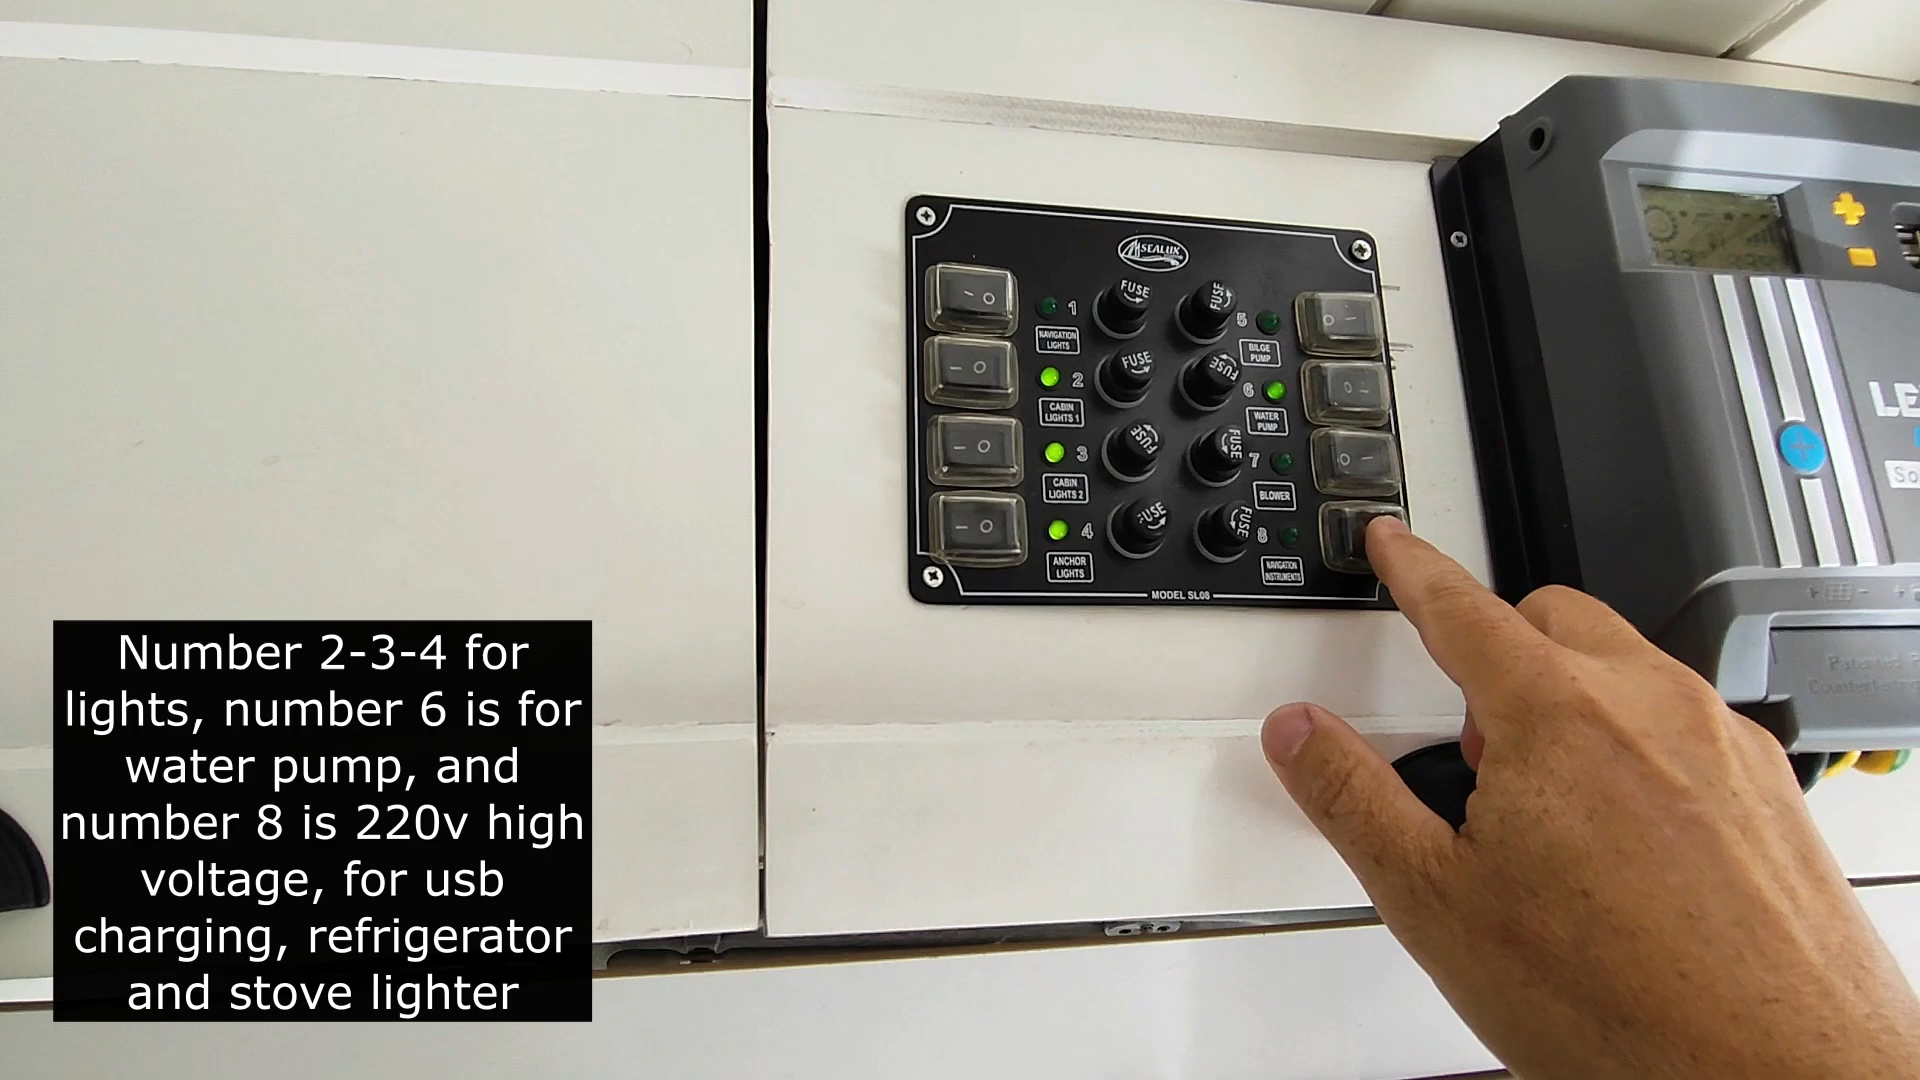 SEALUX
FUSE
FUSE
1
5
NAVIGATION
LIGHTS
BILGE
PUMP
FUSE
FUSE
2
6
CABIN
LIGHTS 1
WATER
PUMP
FUSE
FUSE
3
7
CABIN
LIGHTS 2
BLOWER
FUSE
FUSE
4
8
ANCHOR
LIGHTS
NAVIGATION
INSTRUMENTS
MODEL SL08
LE
So
Number 2-3-4 for
lights, number 6 is for
water pump, and
number 8 is 220v high
voltage, for usb
charging, refrigerator
and stove lighter